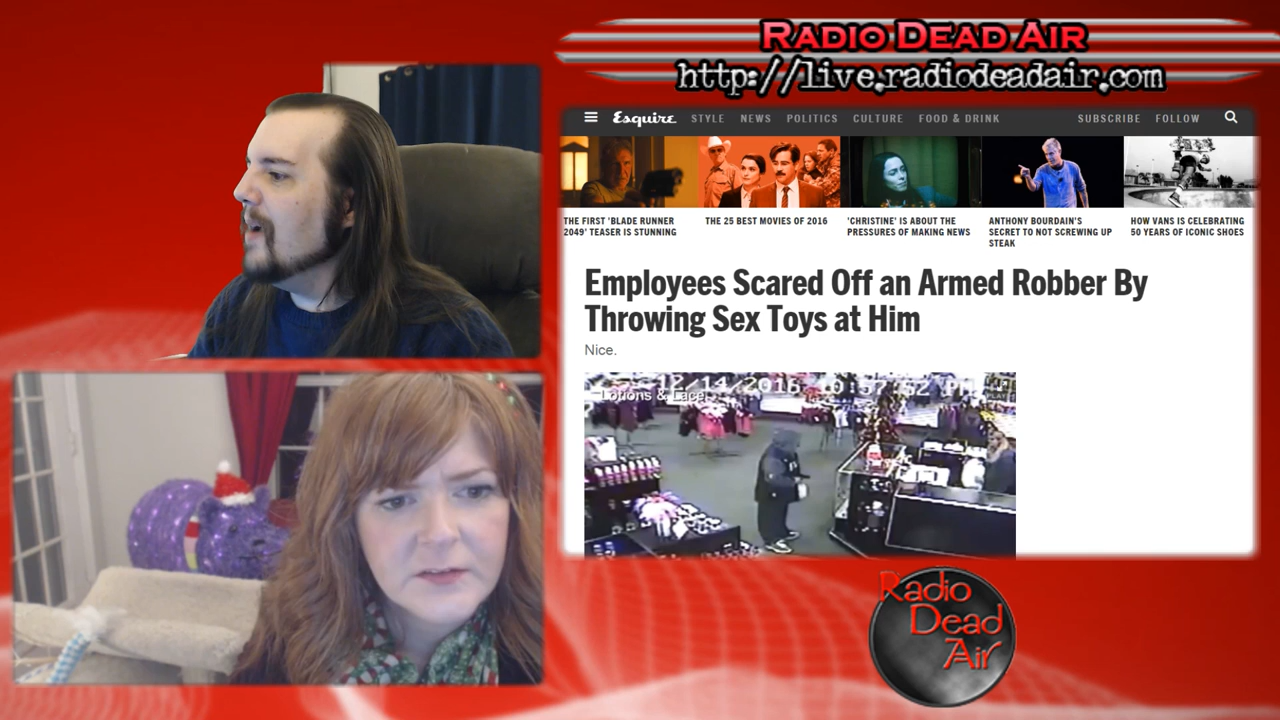 RADIO DEAD AIR
http://live.radiodeadair.com
Esquire STYLE NEWS POLITICS CULTURE FOOD & DRINK SUBSCRIBE FOLLOW
THE FIRST 'BLADE RUNNER
2049' TEASER IS STUNNING
THE 25 BEST MOVIES OF 2016
'CHRISTINE' IS ABOUT THE
PRESSURES OF MAKING NEWS
ANTHONY BOURDAIN'S
SECRET TO NOT SCREWING UP
STEAK
HOW VANS IS CELEBRATING
50 YEARS OF ICONIC SHOES
Employees Scared Off an Armed Robber By
Throwing Sex Toys at Him
Nice.
12/14/2016 10:57:52 PM
Lotions & Lace
Radio
Dead
Air